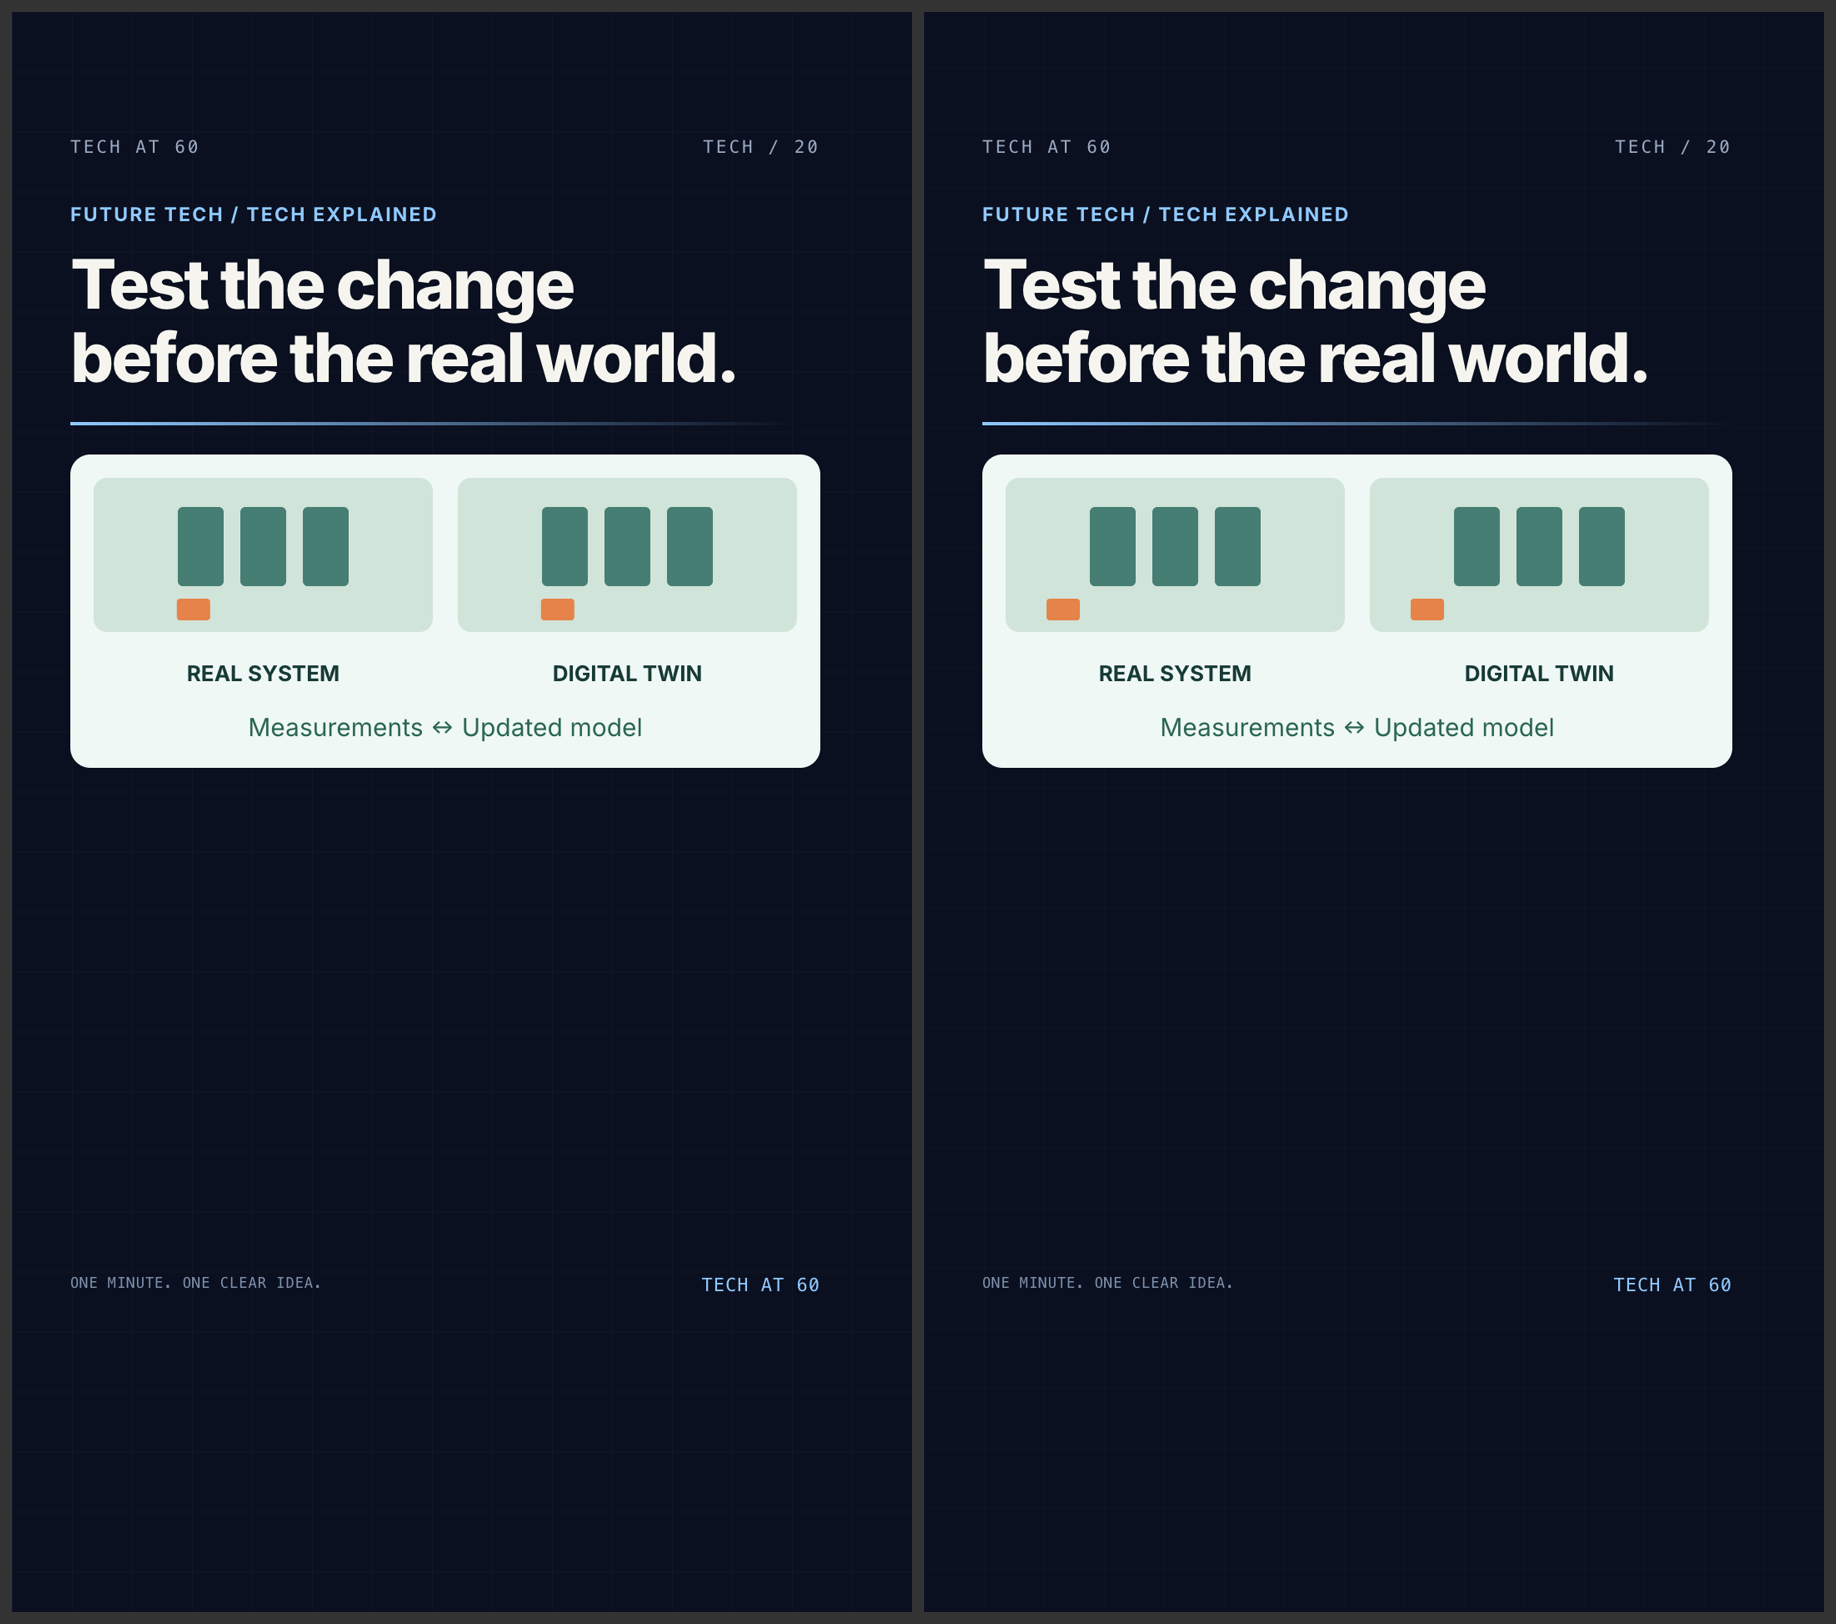 TECH AT 60
TECH / 20
FUTURE TECH / TECH EXPLAINED
Test the change
before the real world.
REAL SYSTEM
DIGITAL TWIN
Measurements ↔ Updated model
ONE MINUTE. ONE CLEAR IDEA.
TECH AT 60
TECH AT 60
TECH / 20
FUTURE TECH / TECH EXPLAINED
Test the change
before the real world.
REAL SYSTEM
DIGITAL TWIN
Measurements ↔ Updated model
ONE MINUTE. ONE CLEAR IDEA.
TECH AT 60